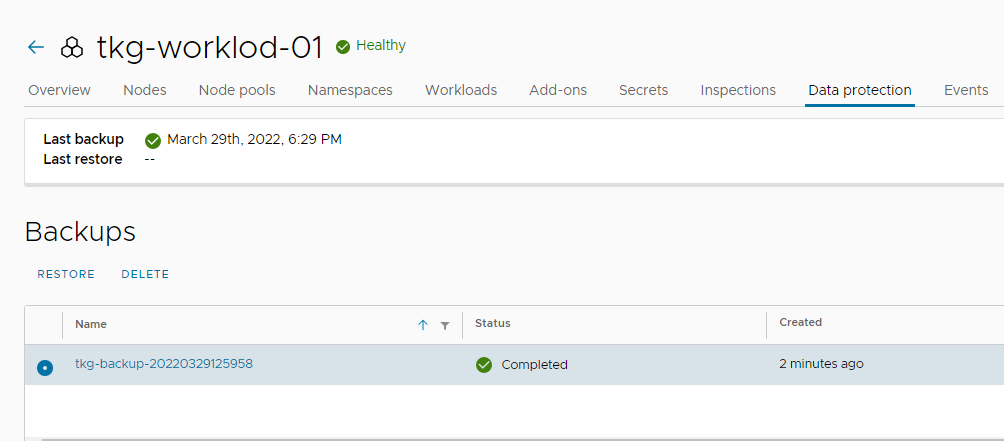 tkg-worklod-01 Healthy
Overview Nodes Node pools Namespaces Workloads Add-ons Secrets Inspections Data protection Events
Last backup March 29th, 2022, 6:29 PM
Last restore --
Backups
RESTORE DELETE
Name Status Created
tkg-backup-20220329125958 Completed 2 minutes ago